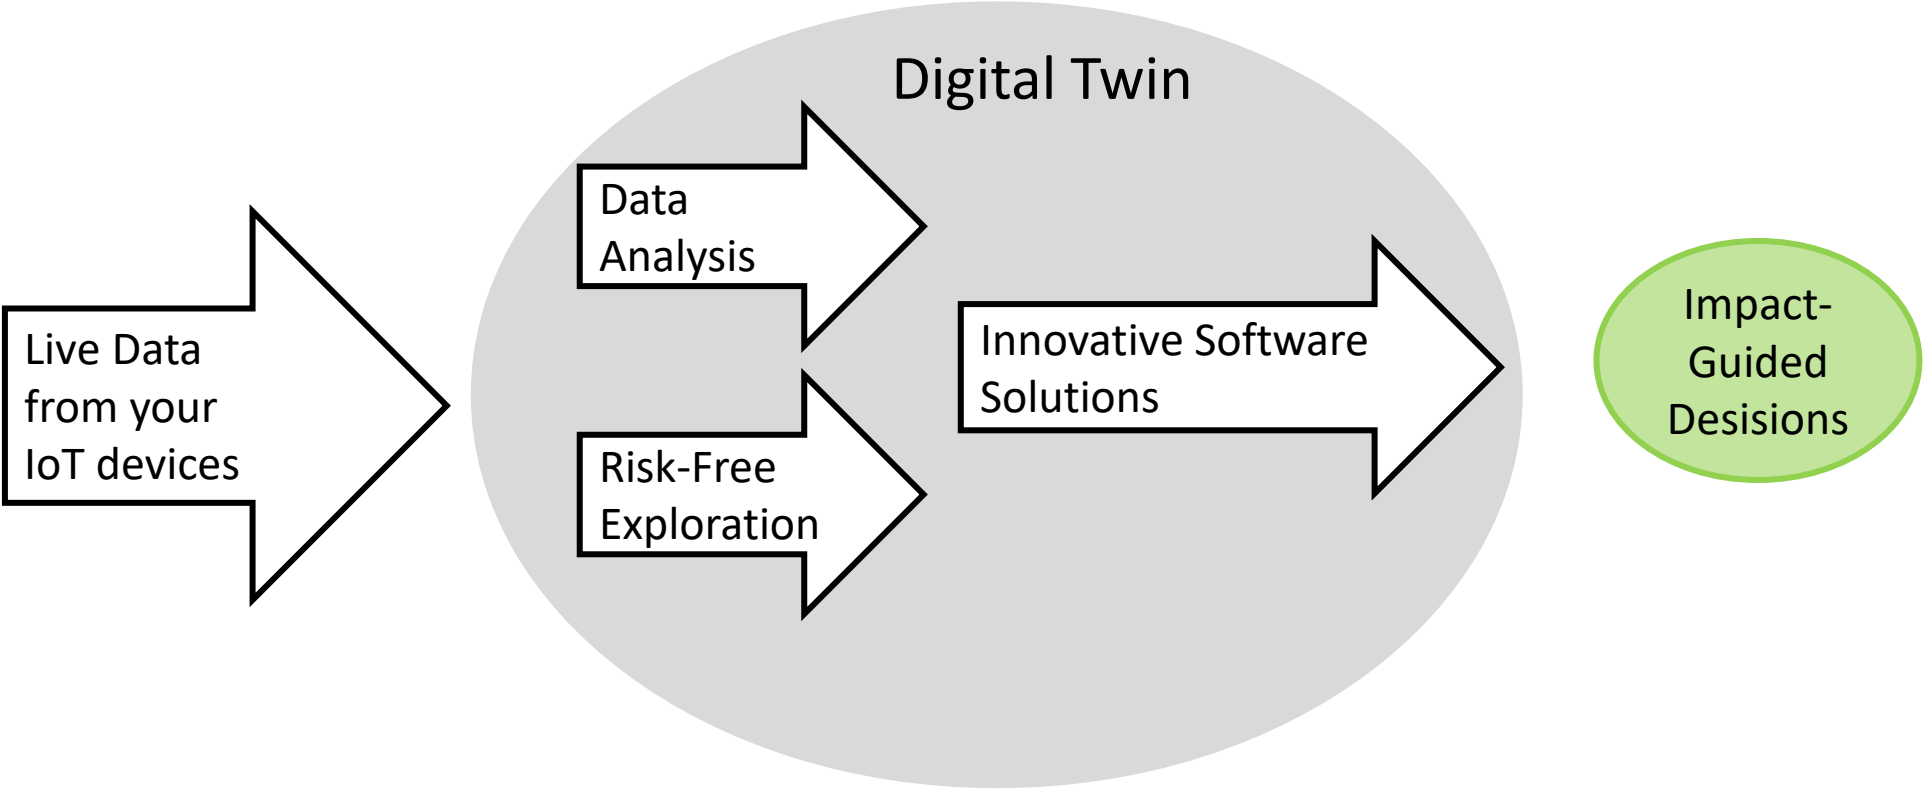 Digital Twin
Live Data
from your
IoT devices
Data
Analysis
Risk-Free
Exploration
Innovative Software
Solutions
Impact-
Guided
Desisions